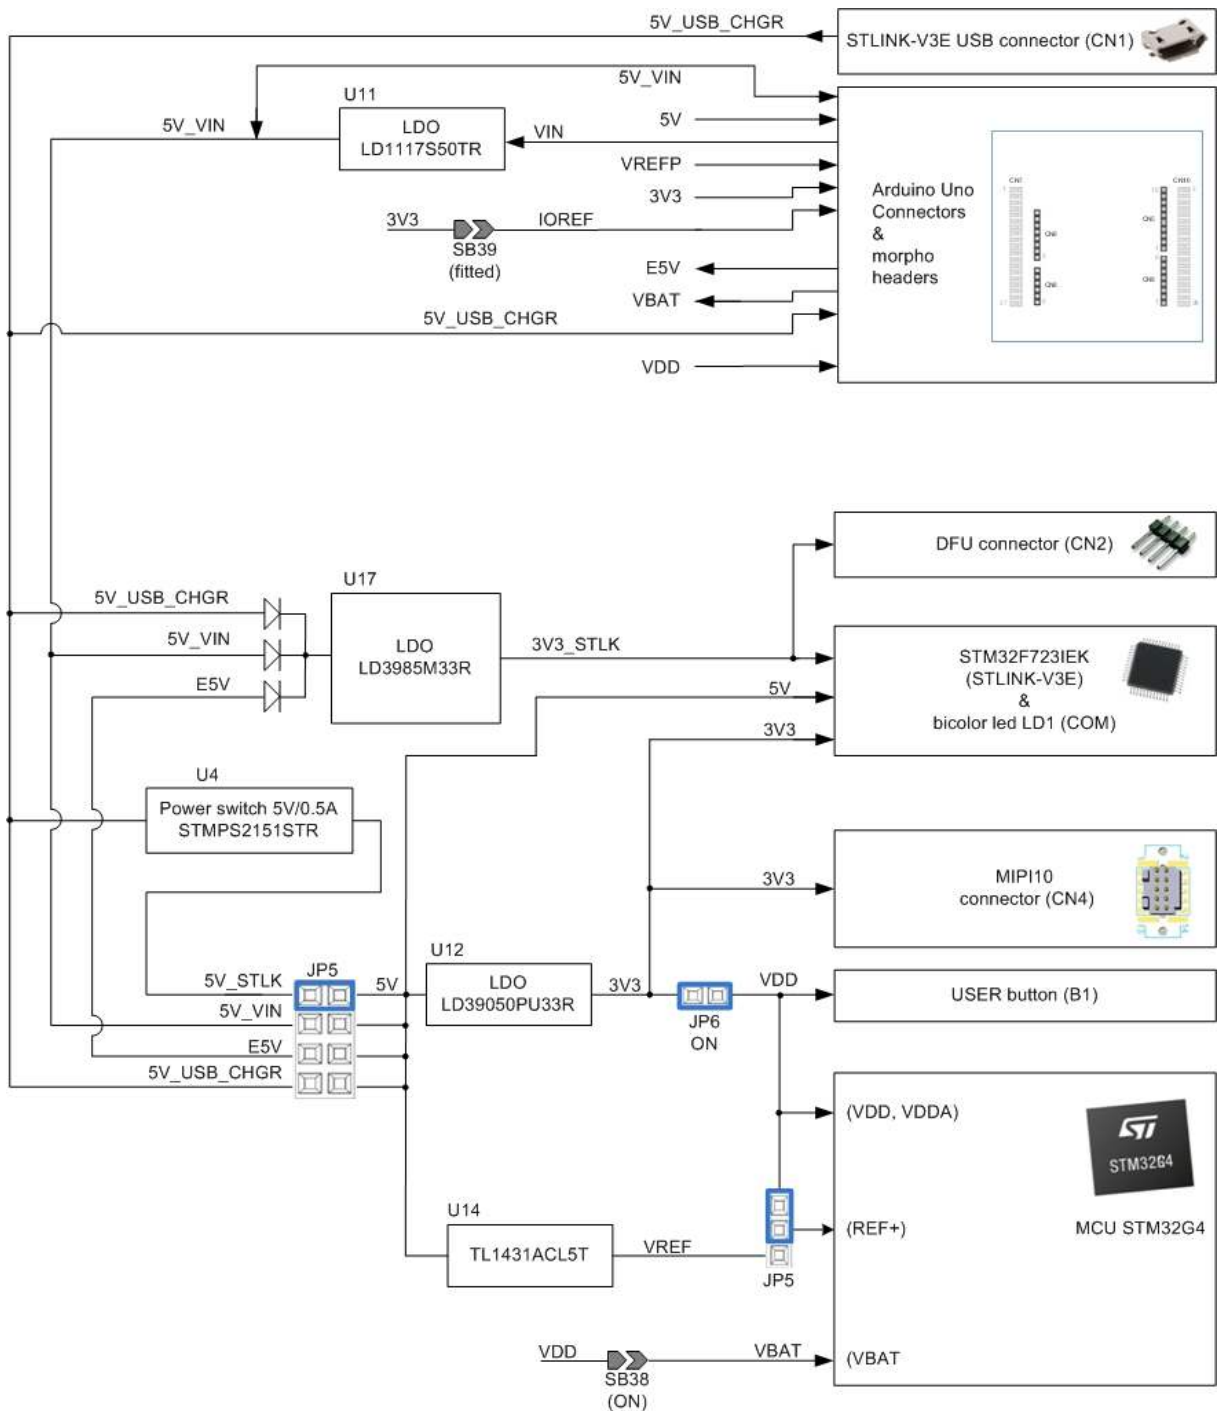 5V_USB_CHGR
STLINK-V3E USB connector (CN1)
5V_VIN
U11
5V_VIN
LDO
LD1117S50TR
VIN
5V
VREFP
3V3
3V3
IOREF
SB39
(fitted)
E5V
VBAT
5V_USB_CHGR
VDD
Arduino Uno
Connectors
&
morpho
headers
CN7
DFU connector (CN2)
U17
5V_USB_CHGR
5V_VIN
E5V
LDO
LD3985M33R
3V3_STLK
5V
3V3
STM32F723IEK
(STLINK-V3E)
&
bicolor led LD1 (COM)
U4
Power switch 5V/0.5A
STMPS2151STR
3V3
MIPI10
connector (CN4)
5V_STLK
JP5
5V
5V_VIN
E5V
5V_USB_CHGR
U12
LDO
LD39050PU33R
3V3
JP6
ON
VDD
USER button (B1)
(VDD, VDDA)
STM32G4
MCU STM32G4
(REF+)
U14
TL1431ACL5T
VREF
JP5
VDD
SB38
(ON)
VBAT
(VBAT